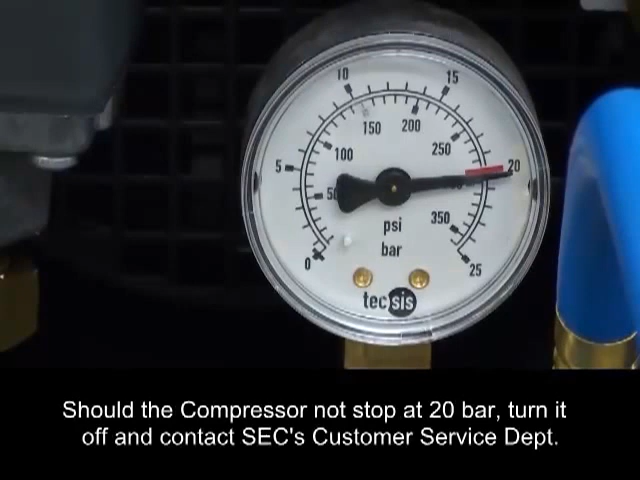 10
15
150
200
100
250
5
20
50
psi
350
bar
0
25
tecsis
Should the Compressor not stop at 20 bar, turn it
off and contact SEC's Customer Service Dept.